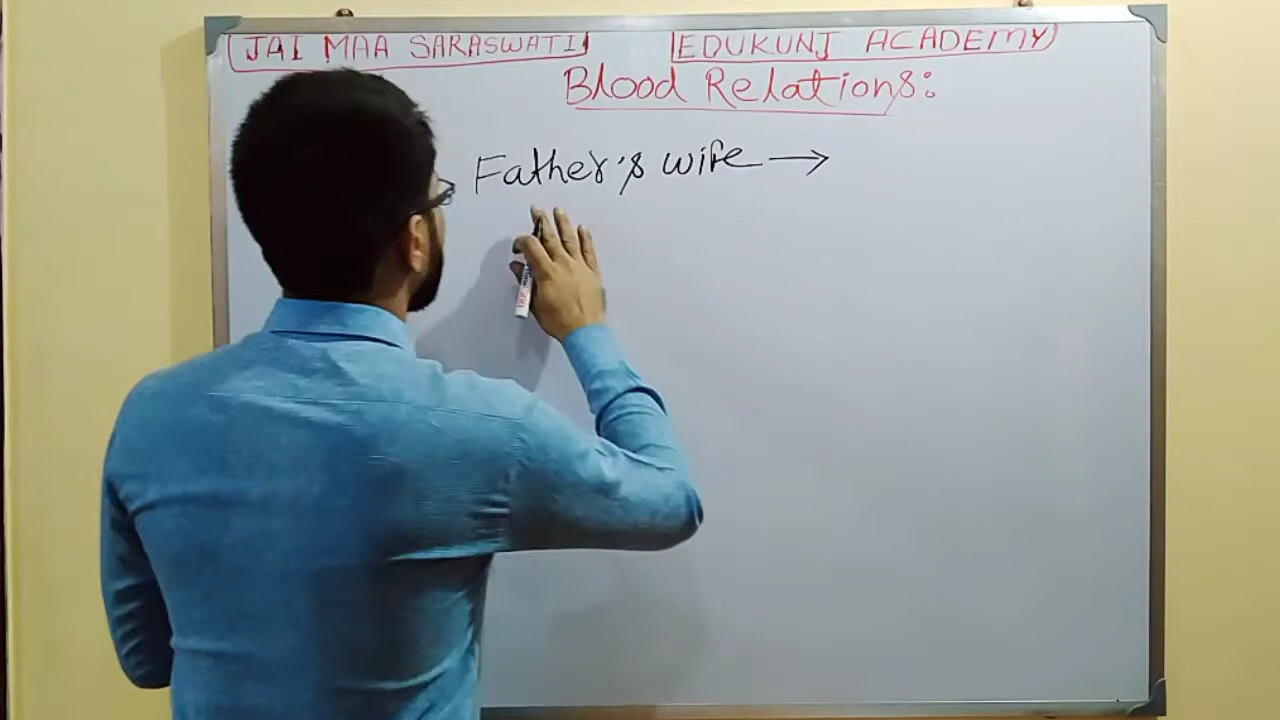 JAI MAA SARASWATI EDUKUNJ ACADEMY
Blood Relations:
Father's wife →